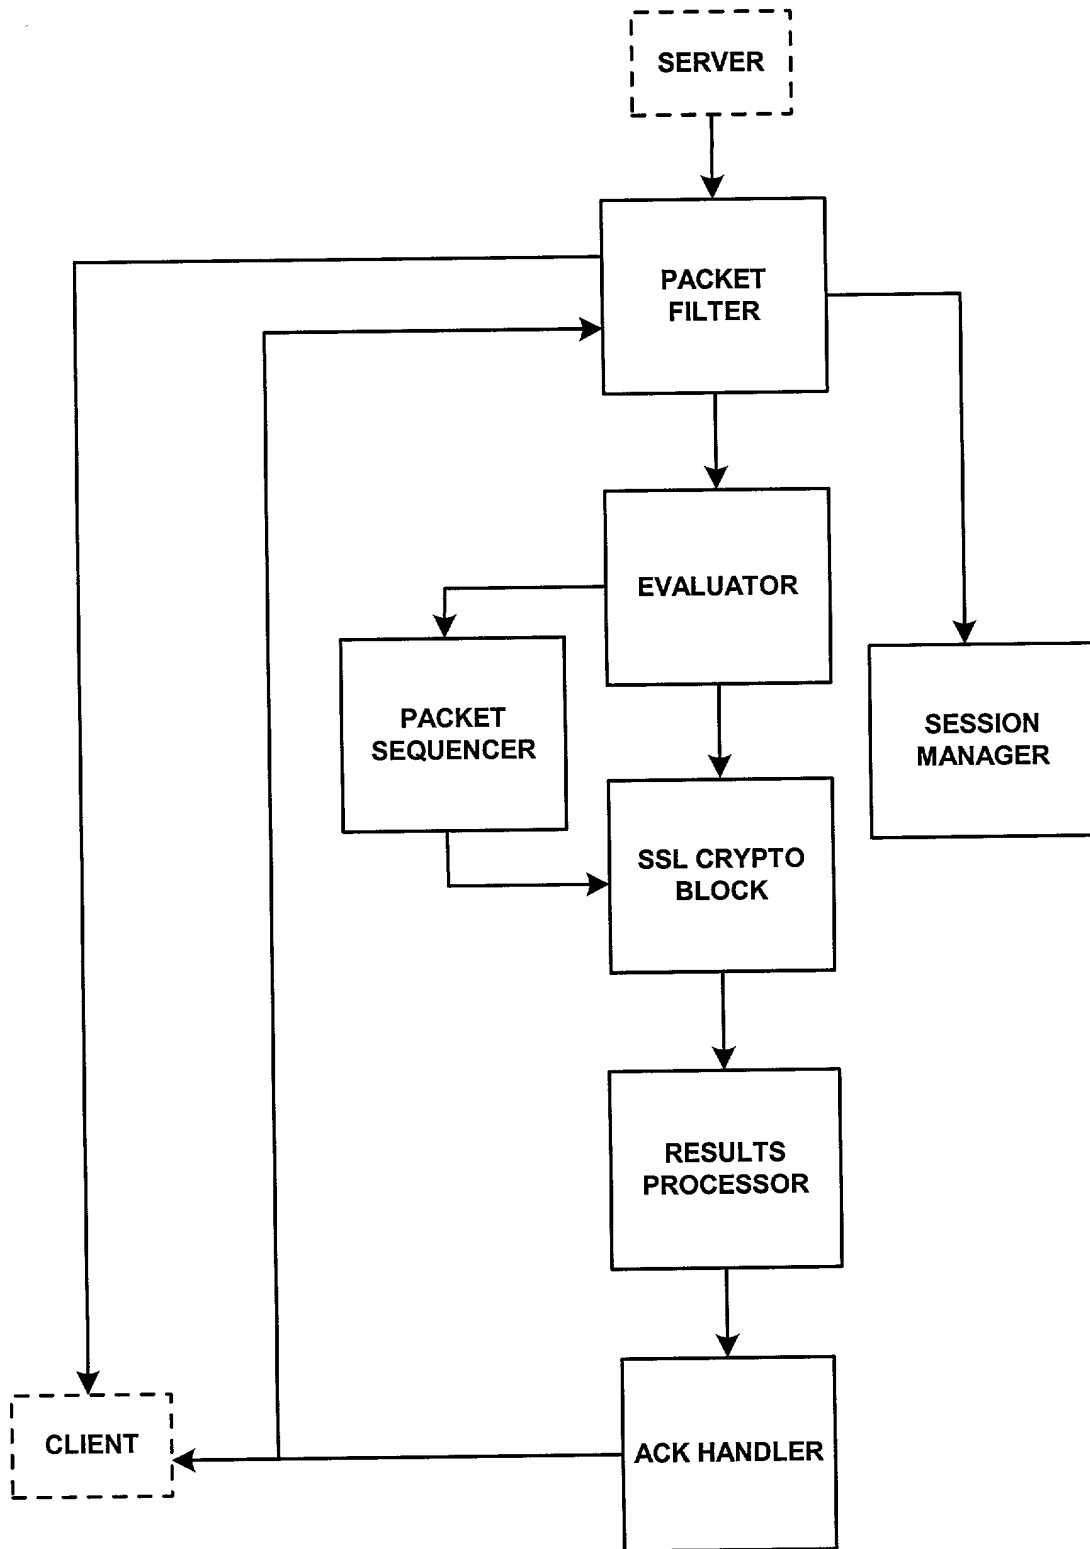 SERVER
PACKET
FILTER
EVALUATOR
PACKET
SEQUENCER
SESSION
MANAGER
SSL CRYPTO
BLOCK
RESULTS
PROCESSOR
CLIENT
ACK HANDLER